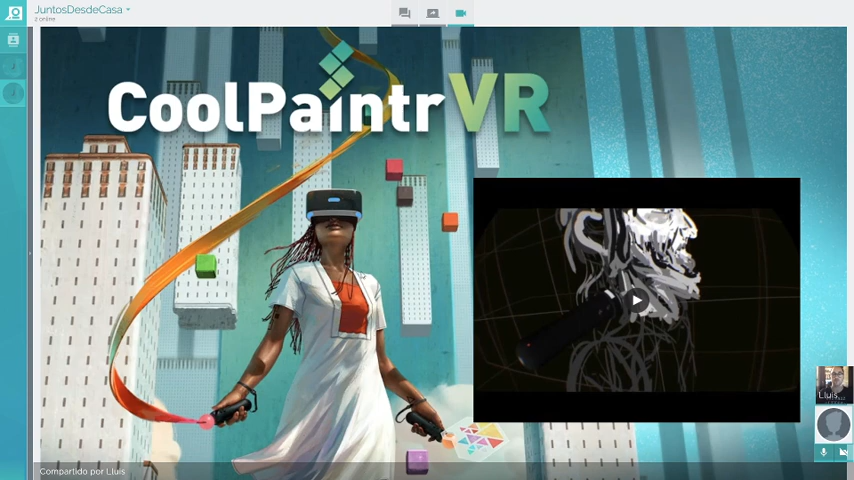 JuntosDesdeCasa
2 online
CoolPaintrVR
Lluis...
Compartido por Lluis